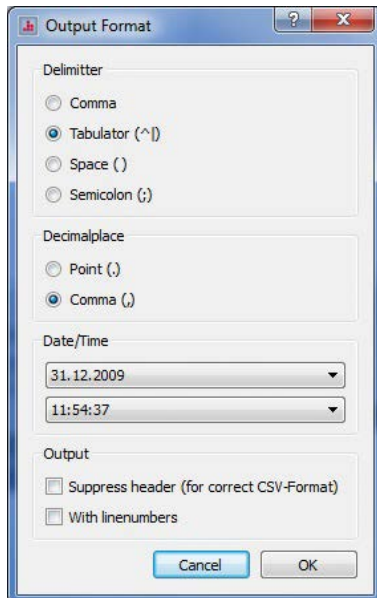 Output Format
Delimitter
Comma
Tabulator (^|)
Space ( )
Semicolon (;)
Decimalplace
Point (.)
Comma (,)
Date/Time
31.12.2009
11:54:37
Output
Suppress header (for correct CSV-Format)
With linenumbers
Cancel OK